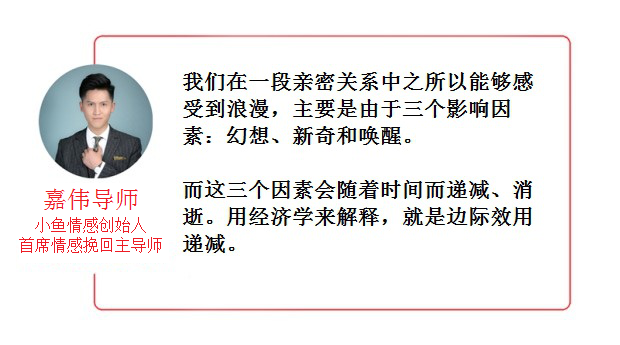 我们在一段亲密关系中之所以能够感
受到浪漫，主要是由于三个影响因
素：幻想、新奇和唤醒。
而这三个因素会随着时间而递减、消
逝。用经济学来解释，就是边际效用
递减。
嘉伟导师
小鱼情感创始人
首席情感挽回主导师